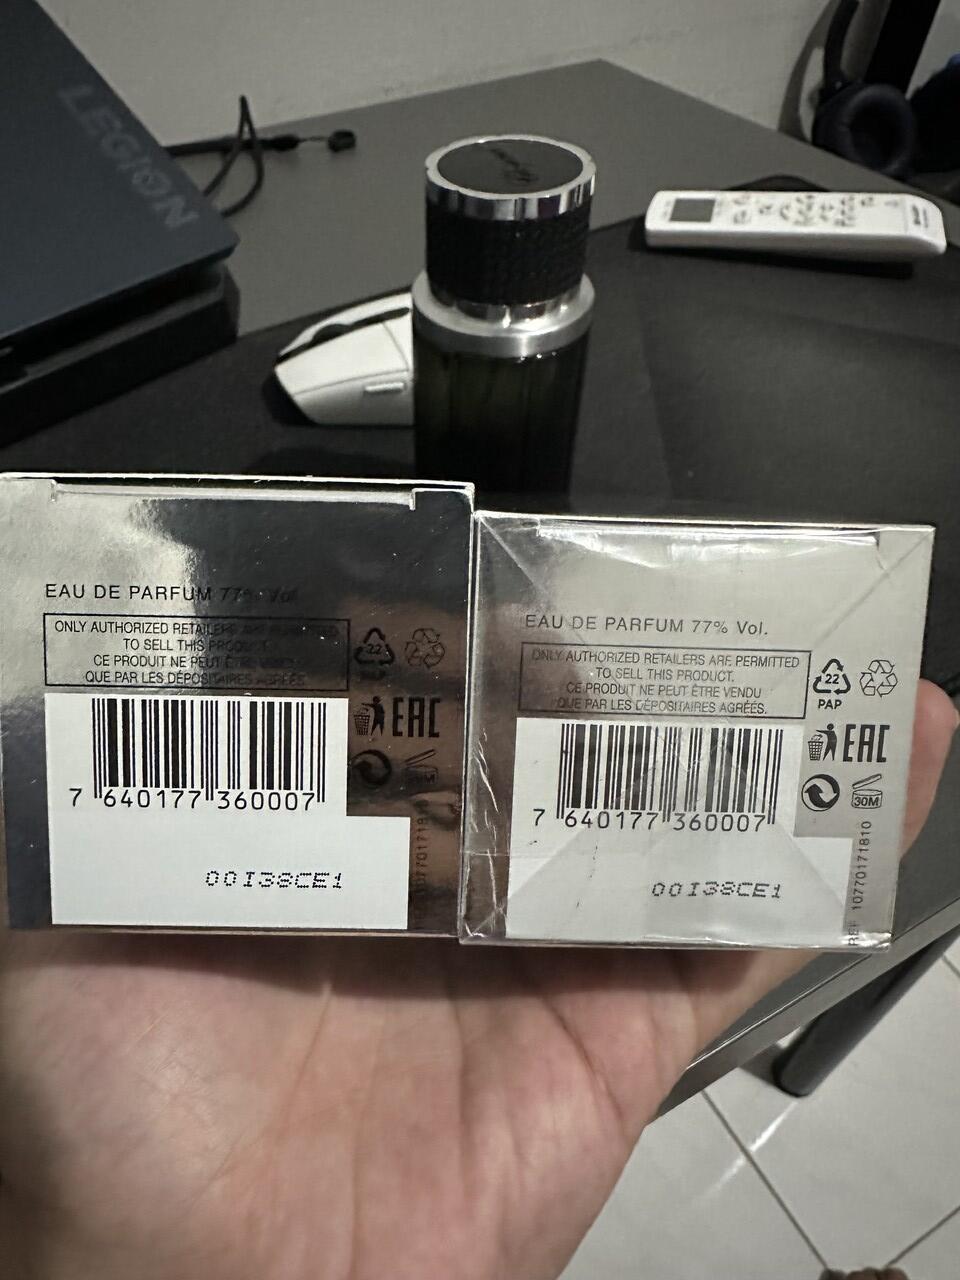 LEGION
EAU DE PARFUM 77% Vol.
ONLY AUTHORIZED RETAILERS ARE PERMITTED
TO SELL THIS PRODUCT.
CE PRODUIT NE PEUT ÊTRE VENDU
QUE PAR LES DÉPOSITAIRES AGRÉÉS.
22
PAP
EAC
30M
7 640177 360007
00I38CE1
1077017181
EAU DE PARFUM 77% Vol.
ONLY AUTHORIZED RETAILERS ARE PERMITTED
TO SELL THIS PRODUCT.
CE PRODUIT NE PEUT ÊTRE VENDU
QUE PAR LES DÉPOSITAIRES AGRÉÉS.
22
PAP
EAC
30M
7 640177 360007
00I38CE1
REF 10770171810